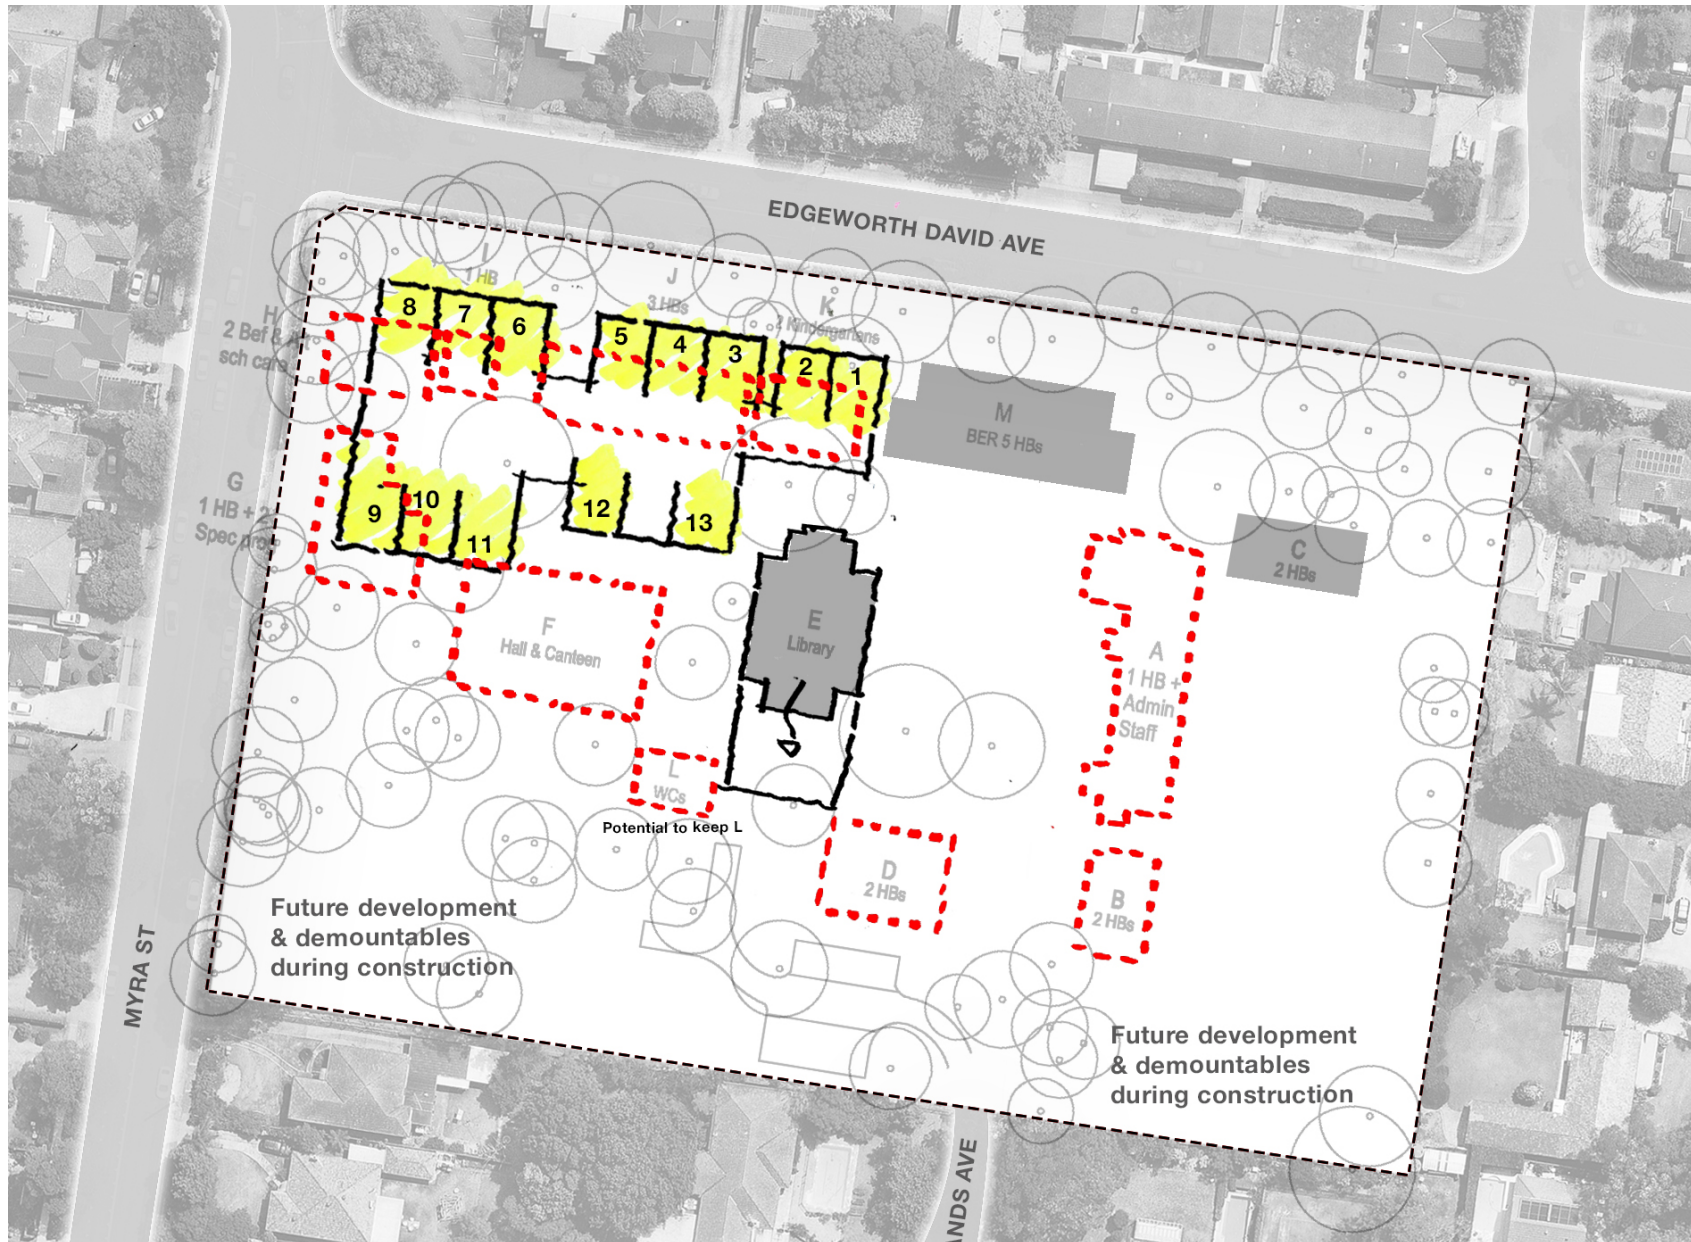 EDGEWORTH DAVID AVE
I
1 HB
J
3 HBs
K
2 Kindergartens
H
2 Bef &
sch care
8
7
6
5
4
3
2
1
M
BER 5 HBs
G
1 HB + 2
Spec pro
9
10
11
12
13
C
2 HBs
E
Library
F
Hall & Canteen
A
1 HB +
Admin
Staff
L
WCs
Potential to keep L
D
2 HBs
B
2 HBs
Future development
& demountables
during construction
Future development
& demountables
during construction
MYRA ST
ANDS AVE